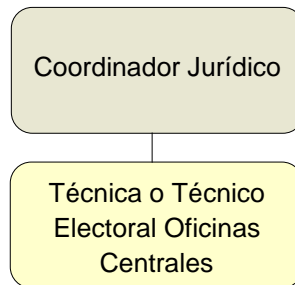 Coordinador Jurídico
Técnica o Técnico
Electoral Oficinas
Centrales